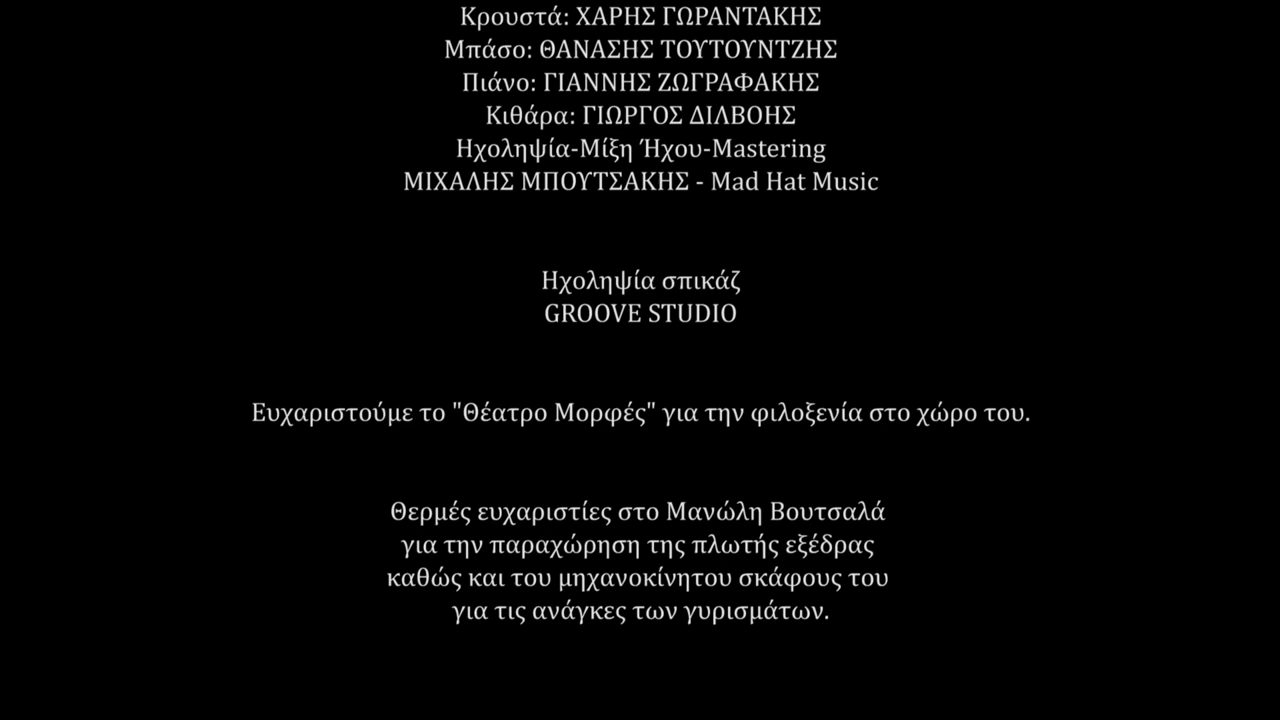 Κρουστά: ΧΑΡΗΣ ΓΩΡΑΝΤΑΚΗΣ
Μπάσο: ΘΑΝΑΣΗΣ ΤΟΥΤΟΥΝΤΖΗΣ
Πιάνο: ΓΙΑΝΝΗΣ ΖΩΓΡΑΦΑΚΗΣ
Κιθάρα: ΓΙΩΡΓΟΣ ΔΙΛΒΟΗΣ
Ηχοληψία-Μίξη Ήχου-Mastering
ΜΙΧΑΛΗΣ ΜΠΟΥΤΣΑΚΗΣ - Mad Hat Music
Ηχοληψία σπικάζ
GROOVE STUDIO
Ευχαριστούμε το "Θέατρο Μορφές" για την φιλοξενία στο χώρο του.
Θερμές ευχαριστίες στο Μανώλη Βουτσαλά
για την παραχώρηση της πλωτής εξέδρας
καθώς και του μηχανοκίνητου σκάφους του
για τις ανάγκες των γυρισμάτων.